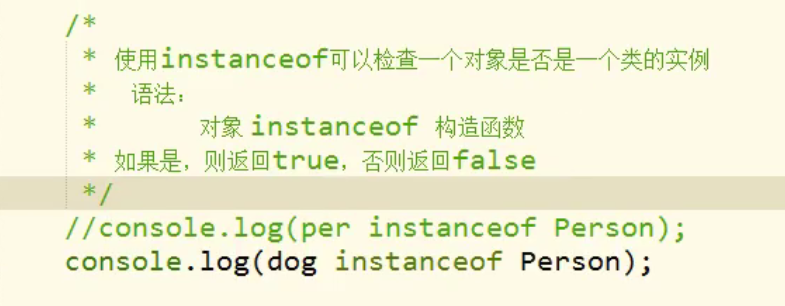 /*
* 使用instanceof可以检查一个对象是否是一个类的实例
* 语法：
* 对象 instanceof 构造函数
* 如果是，则返回true，否则返回false
*/
//console.log(per instanceof Person);
console.log(dog instanceof Person);